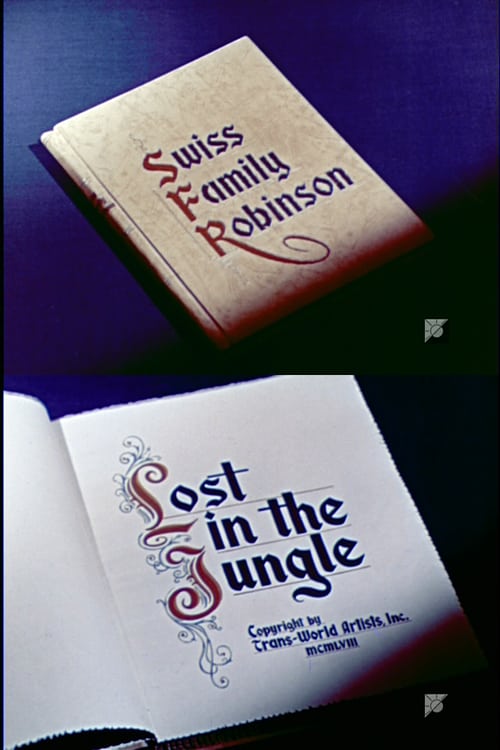 Swiss
Family
Robinson
Lost
in the
Jungle
Copyright by
Trans-World Artists, Inc.
MCMLVIII